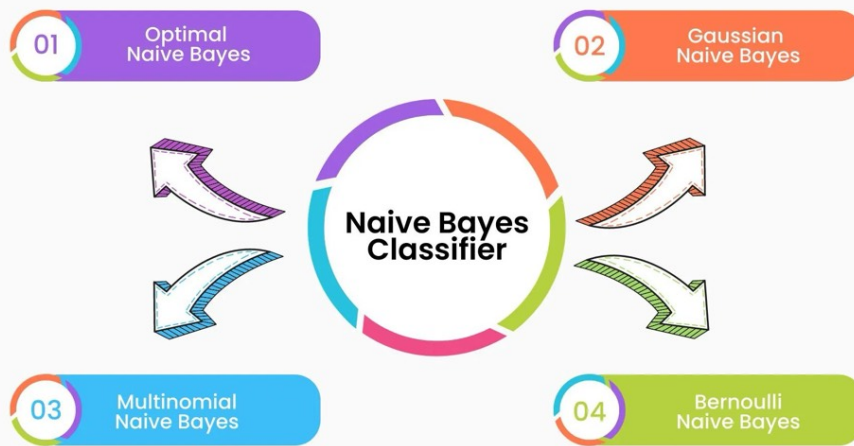 01
Optimal
Naive Bayes
02
Gaussian
Naive Bayes
Naive Bayes
Classifier
03
Multinomial
Naive Bayes
04
Bernoulli
Naive Bayes